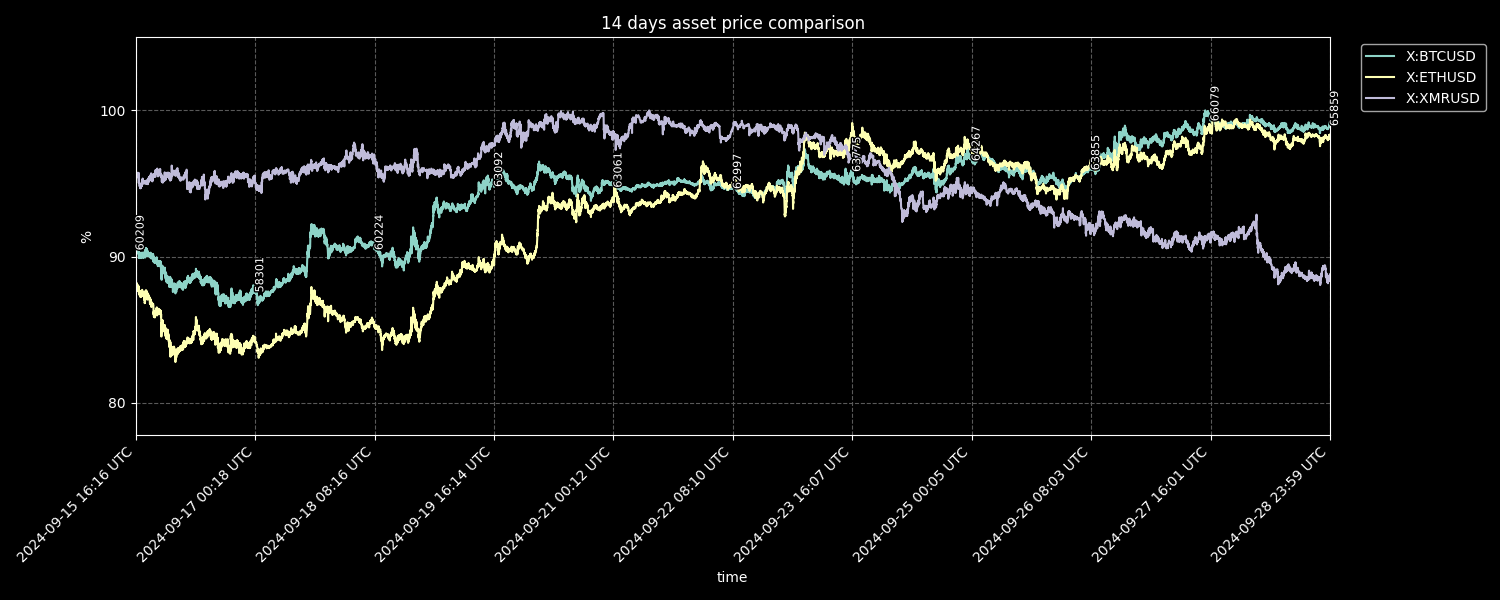 14 days asset price comparison
X:BTCUSD
X:ETHUSD
X:XMRUSD
%
100
90
80
60209
58301
60224
63092
63061
62997
63775
64267
63855
66079
65859
2024-09-15 16:16 UTC
2024-09-17 00:18 UTC
2024-09-18 08:16 UTC
2024-09-19 16:14 UTC
2024-09-21 00:12 UTC
2024-09-22 08:10 UTC
2024-09-23 16:07 UTC
2024-09-25 00:05 UTC
2024-09-26 08:03 UTC
2024-09-27 16:01 UTC
2024-09-28 23:59 UTC
time